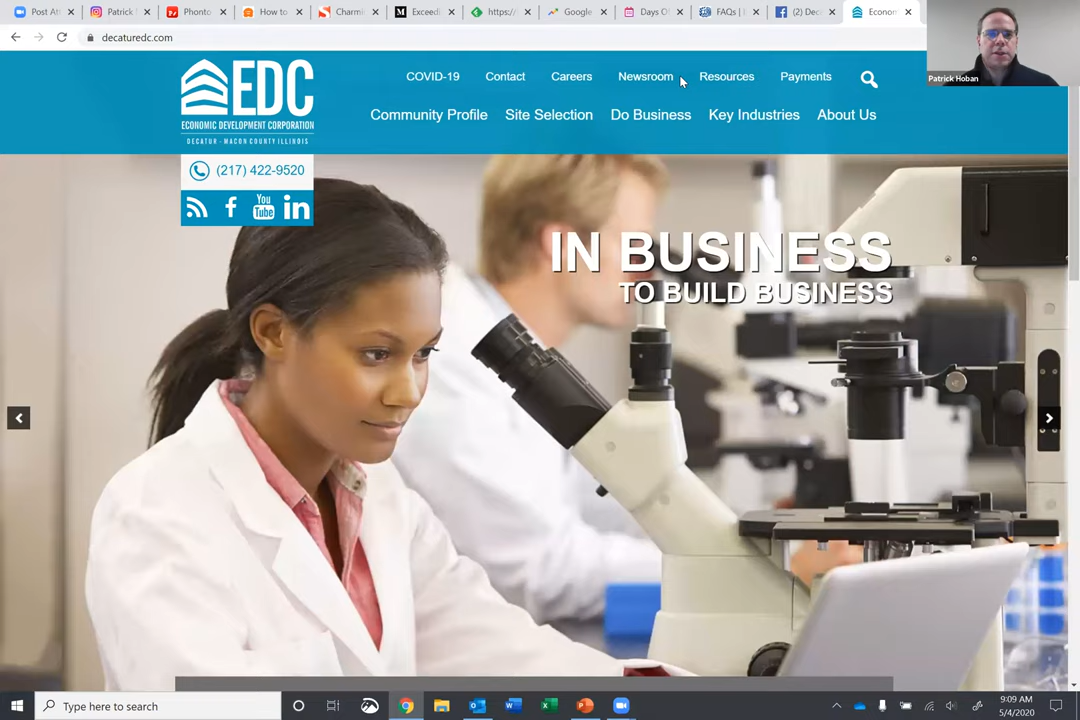 Post At
Patrick
Phonto
How to
Charmi
Exceedi
https://
Google
Days O
FAQs | I
(2) Dec
Econom
decaturedc.com
Patrick Hoban
COVID-19 Contact Careers Newsroom Resources Payments
EDC
ECONOMIC DEVELOPMENT CORPORATION
DECATUR - MACON COUNTY ILLINOIS
Community Profile Site Selection Do Business Key Industries About Us
(217) 422-9520
You
Tube
in
IN BUSINESS
TO BUILD BUSINESS
Type here to search
9:09 AM
5/4/2020